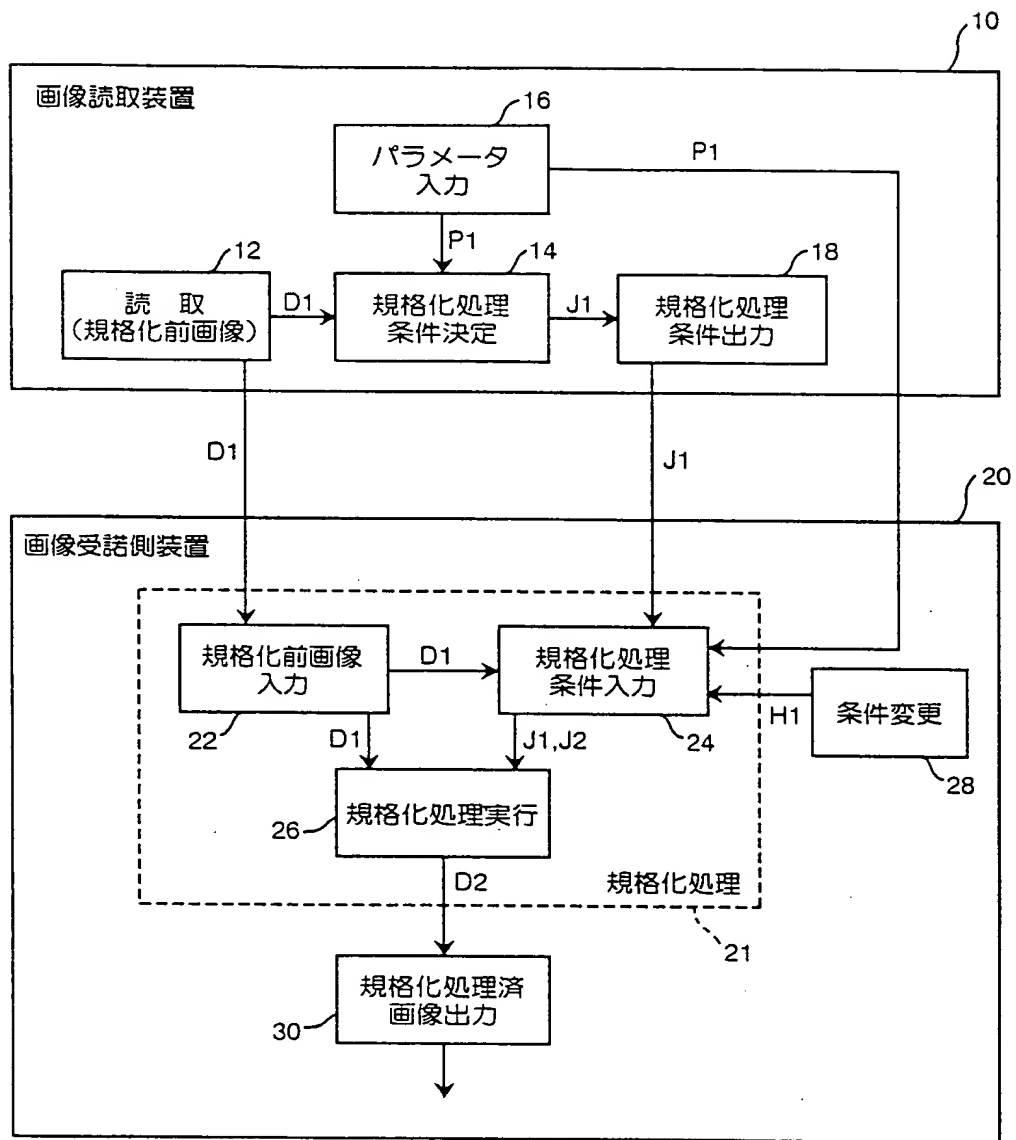 10
画像読取装置
16
パラメータ
入力
P1
P1
12
14
18
読 取
(規格化前画像)
D1
規格化処理
条件決定
J1
規格化処理
条件出力
D1
J1
20
画像受諾側装置
規格化前画像
入力
D1
規格化処理
条件入力
H1
条件変更
22
24
28
D1
J1,J2
26
規格化処理実行
D2
規格化処理
21
規格化処理済
画像出力
30